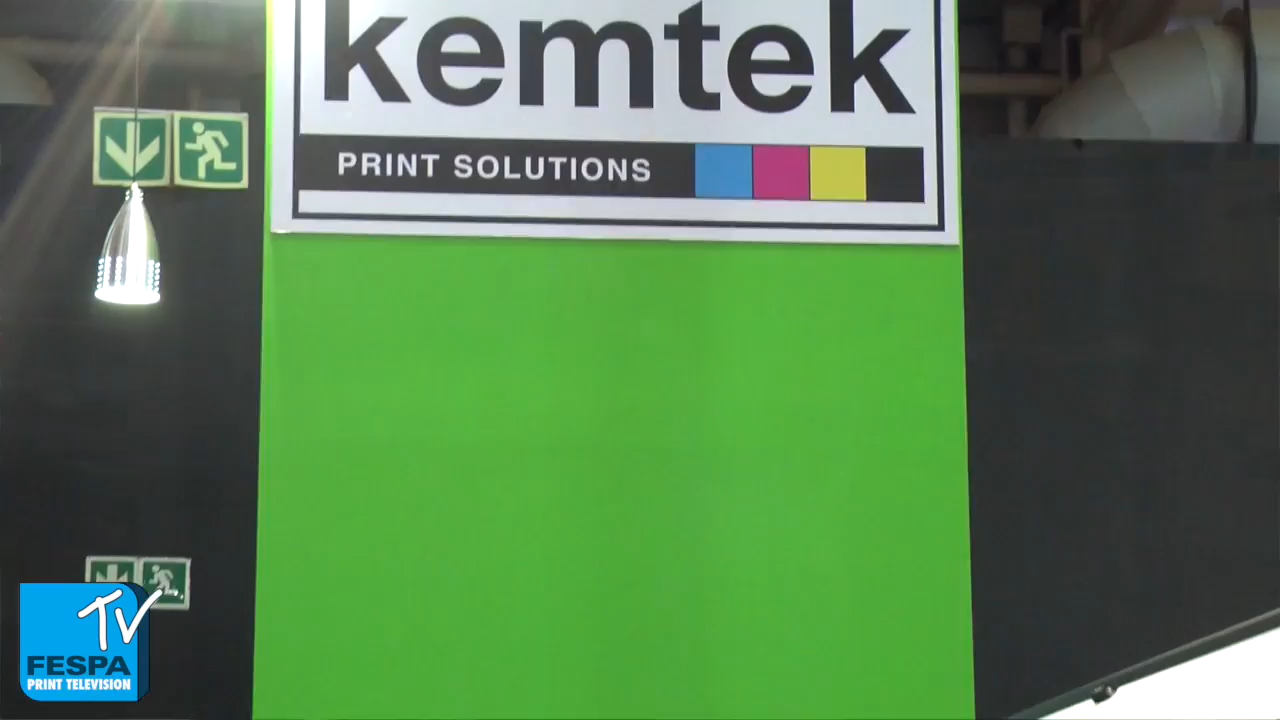 kemtek
PRINT SOLUTIONS
TV
FESPA
PRINT TELEVISION